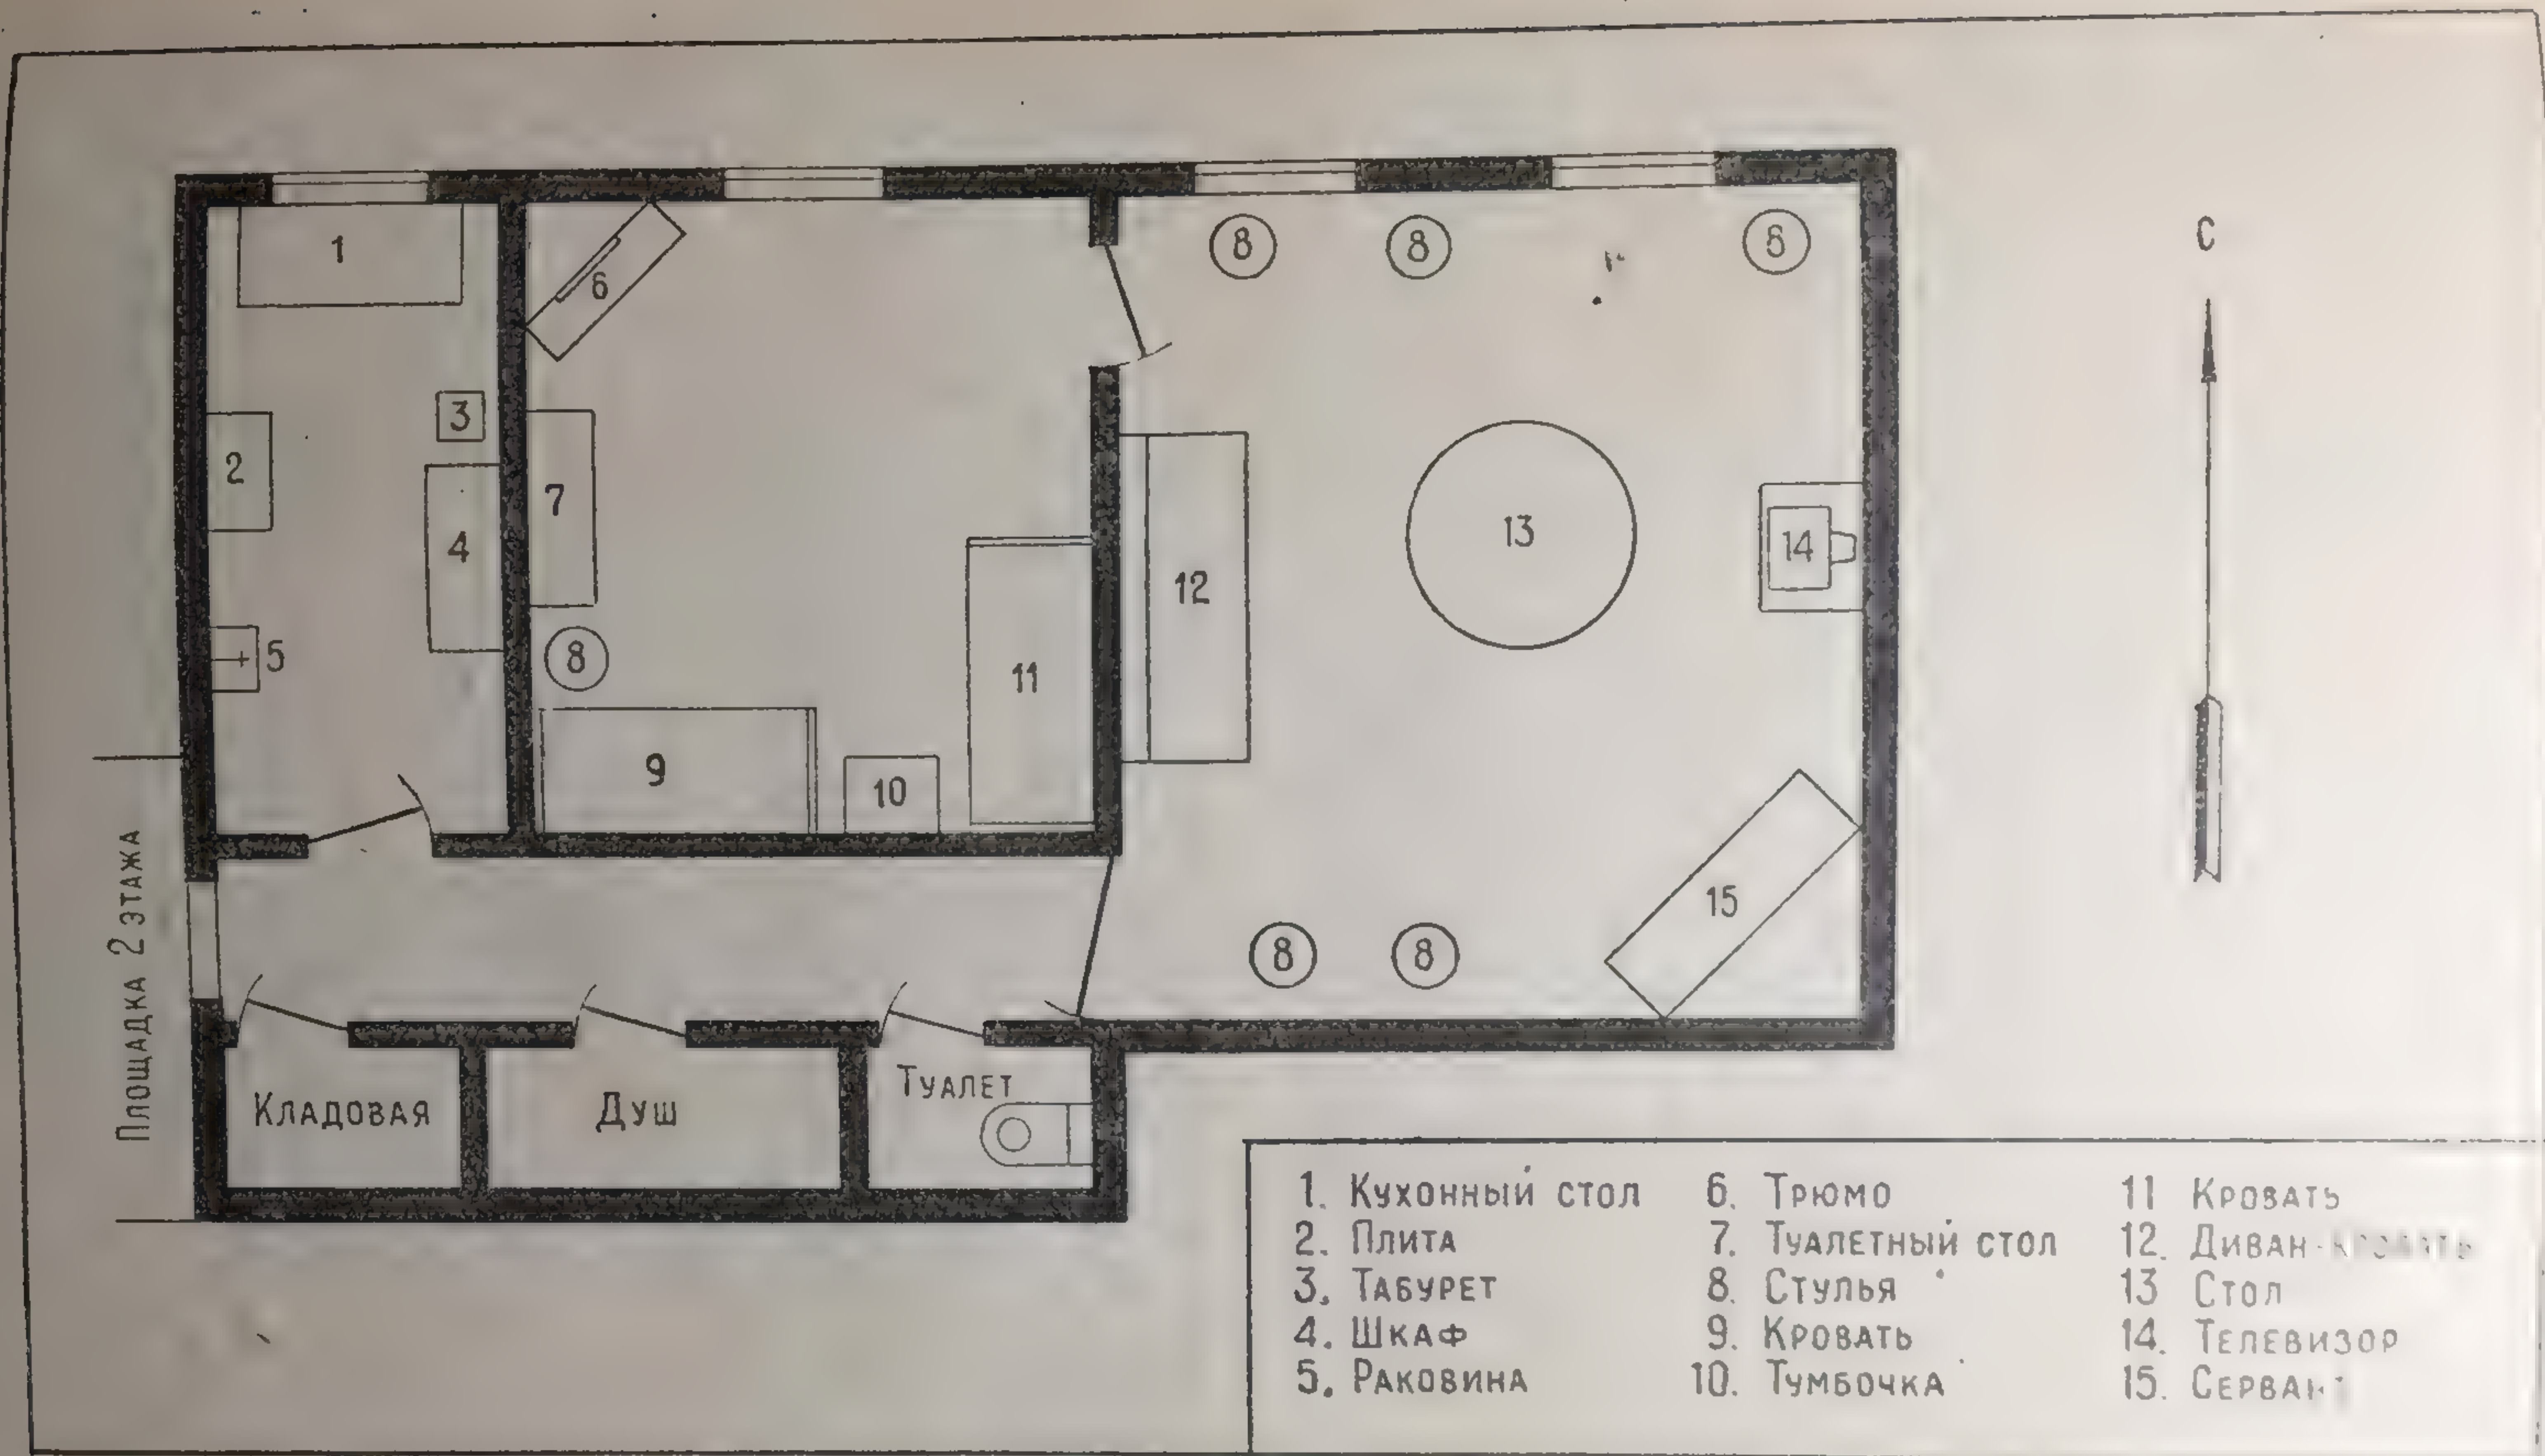 1
6
8
8
8
С
3
2
7
4
13
14
12
5
8
11
9
10
15
8
8
Площадка 2 этажа
Кладовая
Душ
Туалет
1. Кухонный стол
2. Плита
3. Табурет
4. Шкаф
5. Раковина
6. Трюмо
7. Туалетный стол
8. Стулья
9. Кровать
10. Тумбочка
11 Кровать
12. Диван-кровать
13 Стол
14. Телевизор
15. Сервант